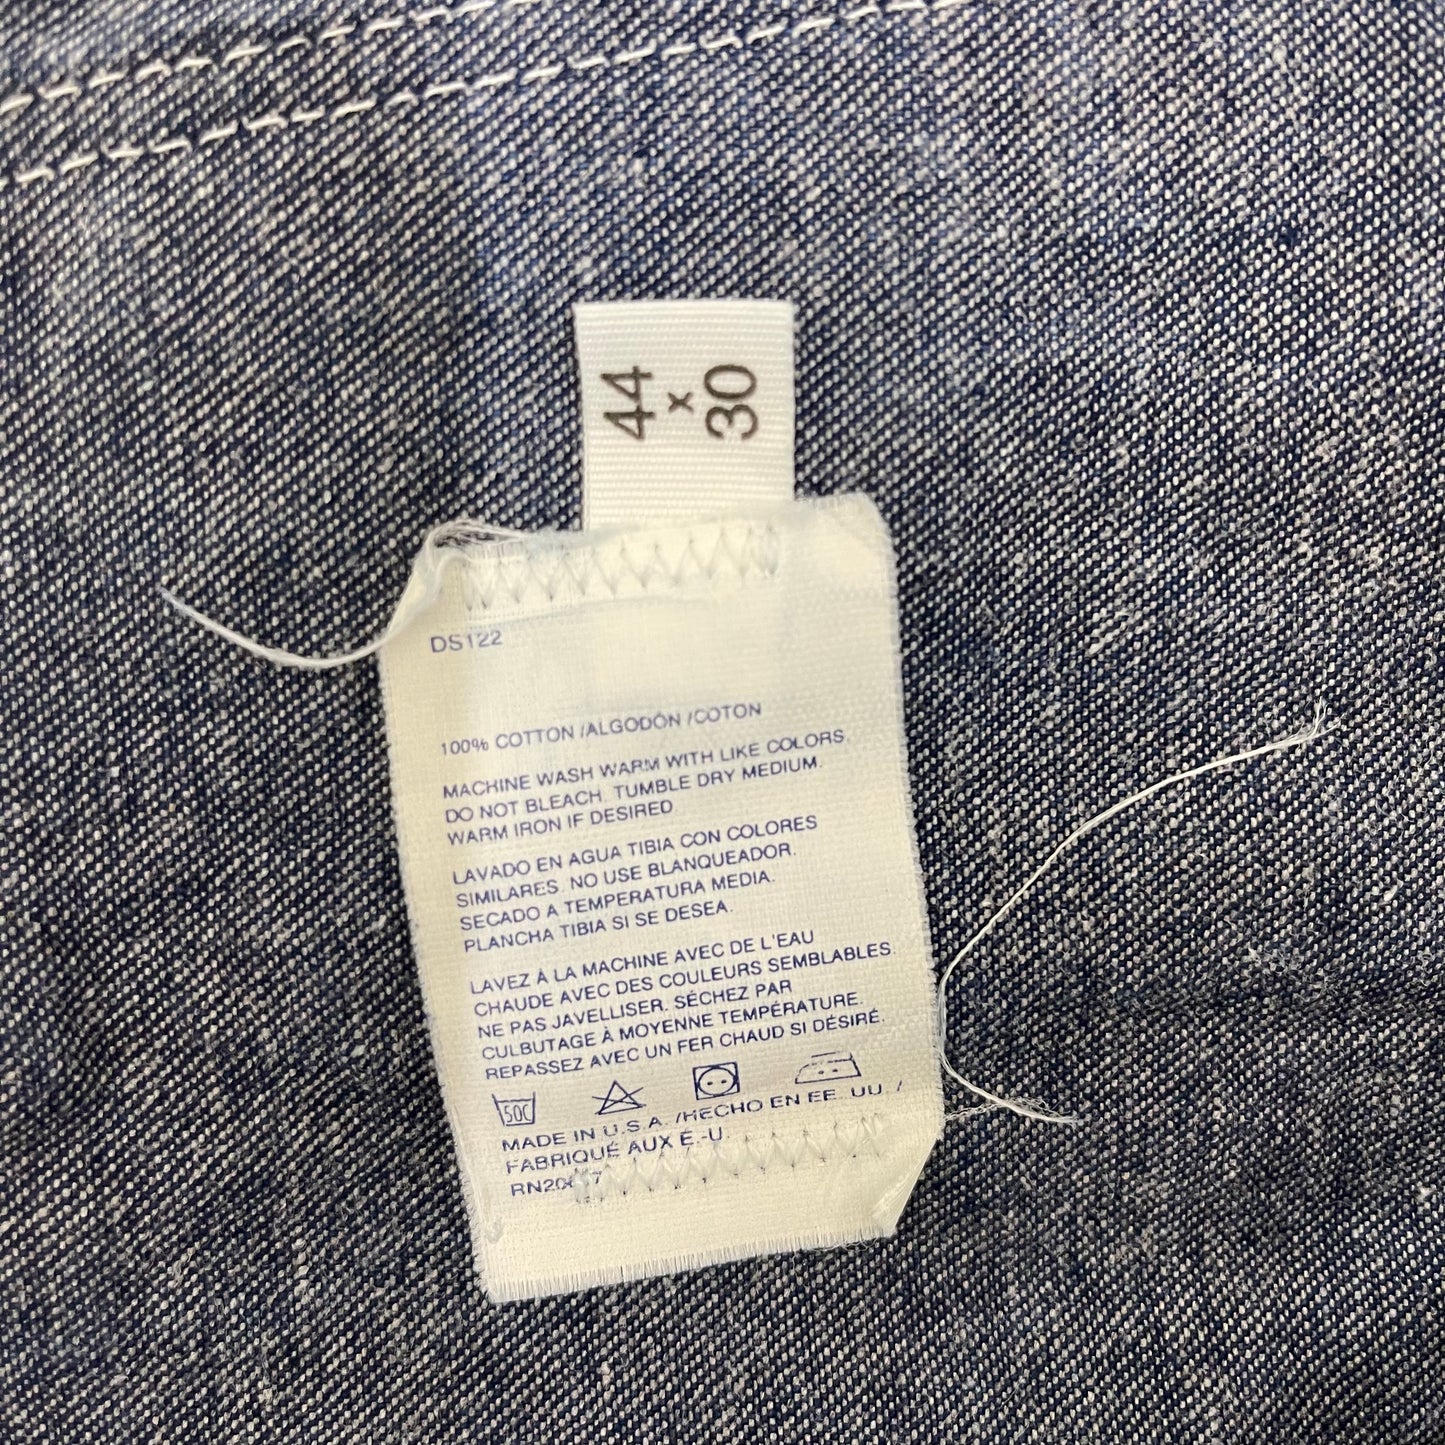 44
x
30
DS122
100% COTTON /ALGODÓN /COTON
MACHINE WASH WARM WITH LIKE COLORS.
DO NOT BLEACH. TUMBLE DRY MEDIUM.
WARM IRON IF DESIRED
LAVADO EN AGUA TIBIA CON COLORES
SIMILARES. NO USE BLANQUEADOR.
SECADO A TEMPERATURA MEDIA.
PLANCHA TIBIA SI SE DESEA.
LAVEZ À LA MACHINE AVEC DE L'EAU
CHAUDE AVEC DES COULEURS SEMBLABLES.
NE PAS JAVELLISER. SÉCHEZ PAR
CULBUTAGE À MOYENNE TEMPÉRATURE.
REPASSEZ AVEC UN FER CHAUD SI DÉSIRÉ.
50C
MADE IN U.S.A. /HECHO EN EE. UU. /
FABRIQUÉ AUX É.-U.